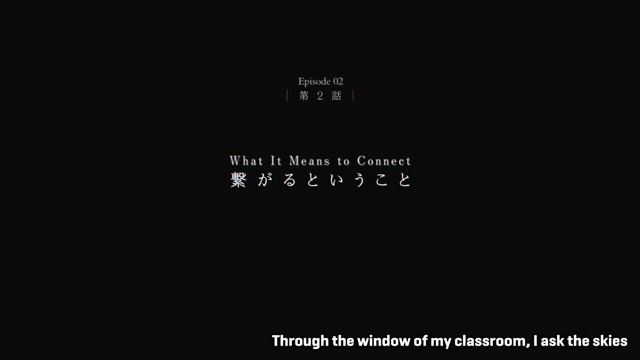 Episode 02
| 第２話 |
What It Means to Connect
繋がるということ
Through the window of my classroom, I ask the skies